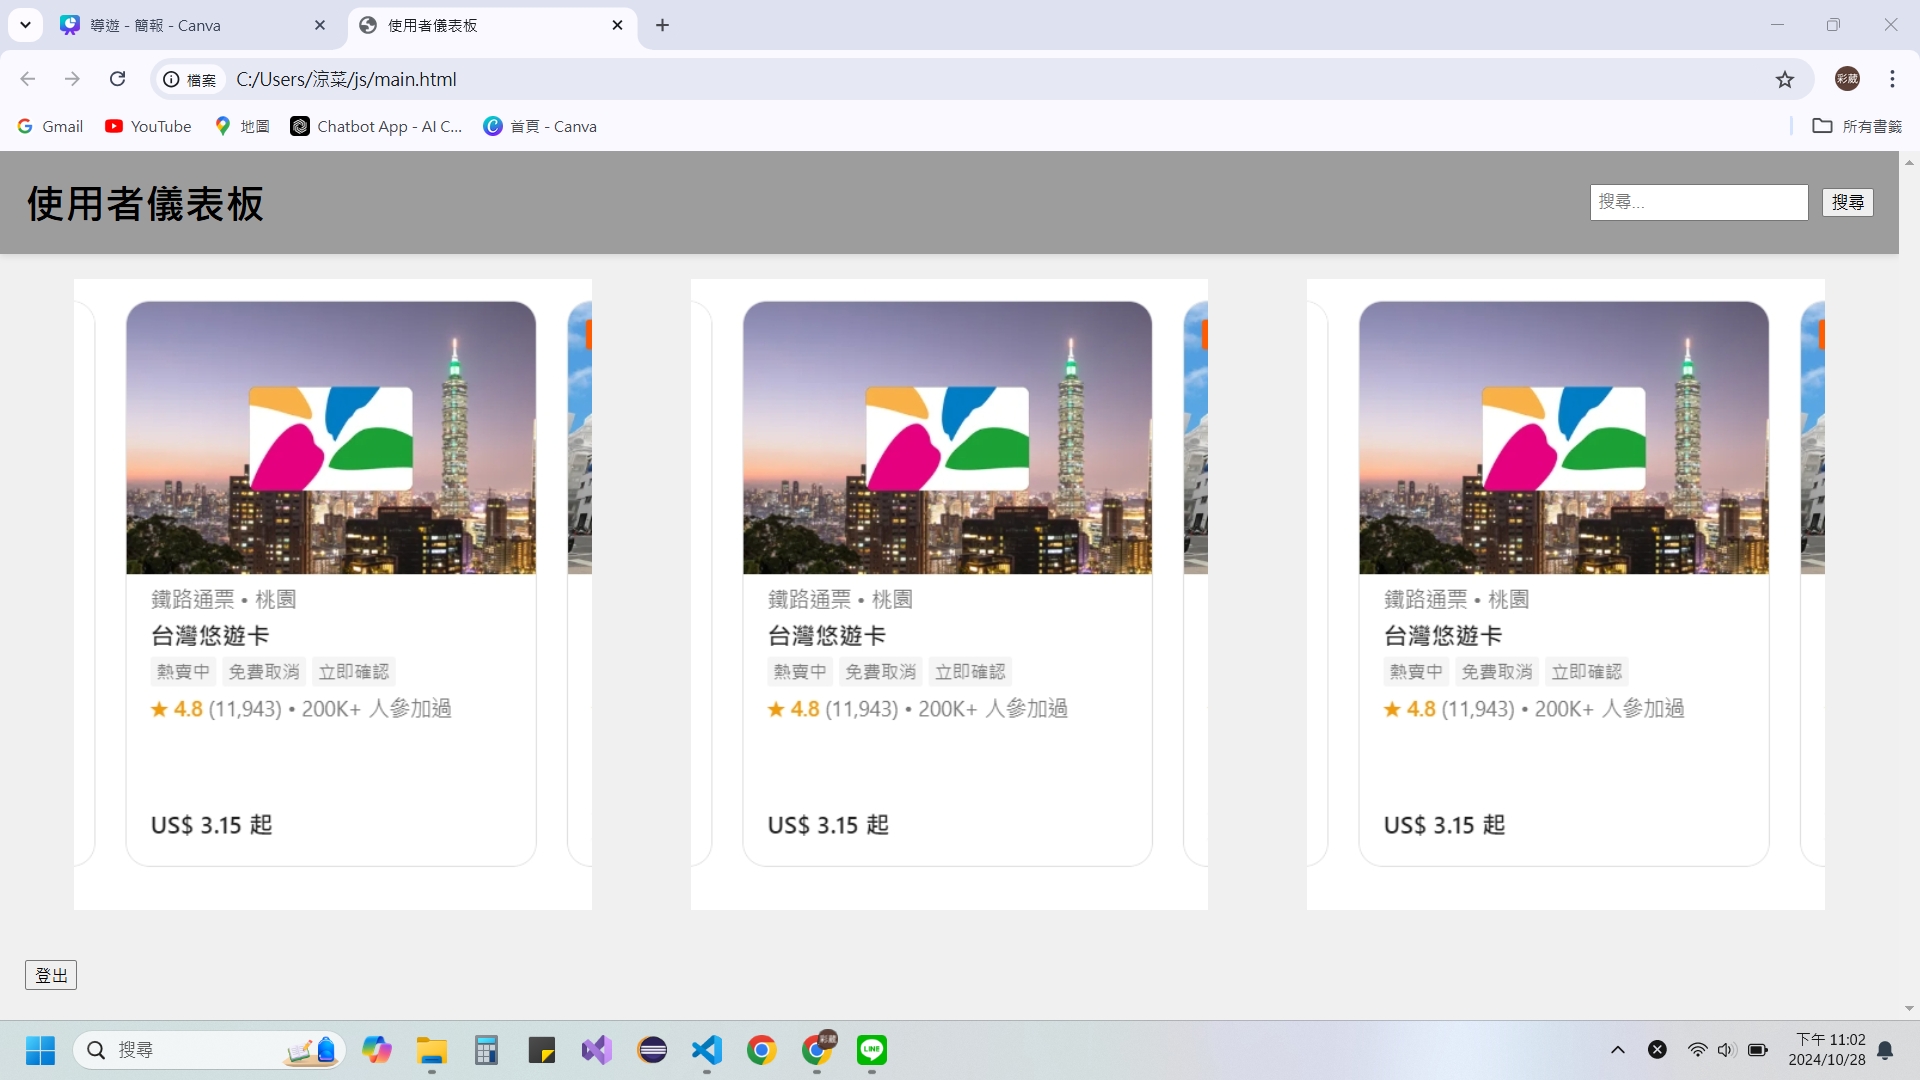 導遊 - 簡報 - Canva
使用者儀表板
檔案
C:/Users/涼菜/js/main.html
彩葳
Gmail
YouTube
地圖
Chatbot App - AI C...
首頁 - Canva
所有書籤
使用者儀表板
搜尋...
搜尋
鐵路通票 • 桃園
台灣悠遊卡
熱賣中 免費取消 立即確認
★ 4.8 (11,943) • 200K+ 人參加過
US$ 3.15 起
鐵路通票 • 桃園
台灣悠遊卡
熱賣中 免費取消 立即確認
★ 4.8 (11,943) • 200K+ 人參加過
US$ 3.15 起
鐵路通票 • 桃園
台灣悠遊卡
熱賣中 免費取消 立即確認
★ 4.8 (11,943) • 200K+ 人參加過
US$ 3.15 起
登出
搜尋
彩葳
LINE
下午 11:02
2024/10/28